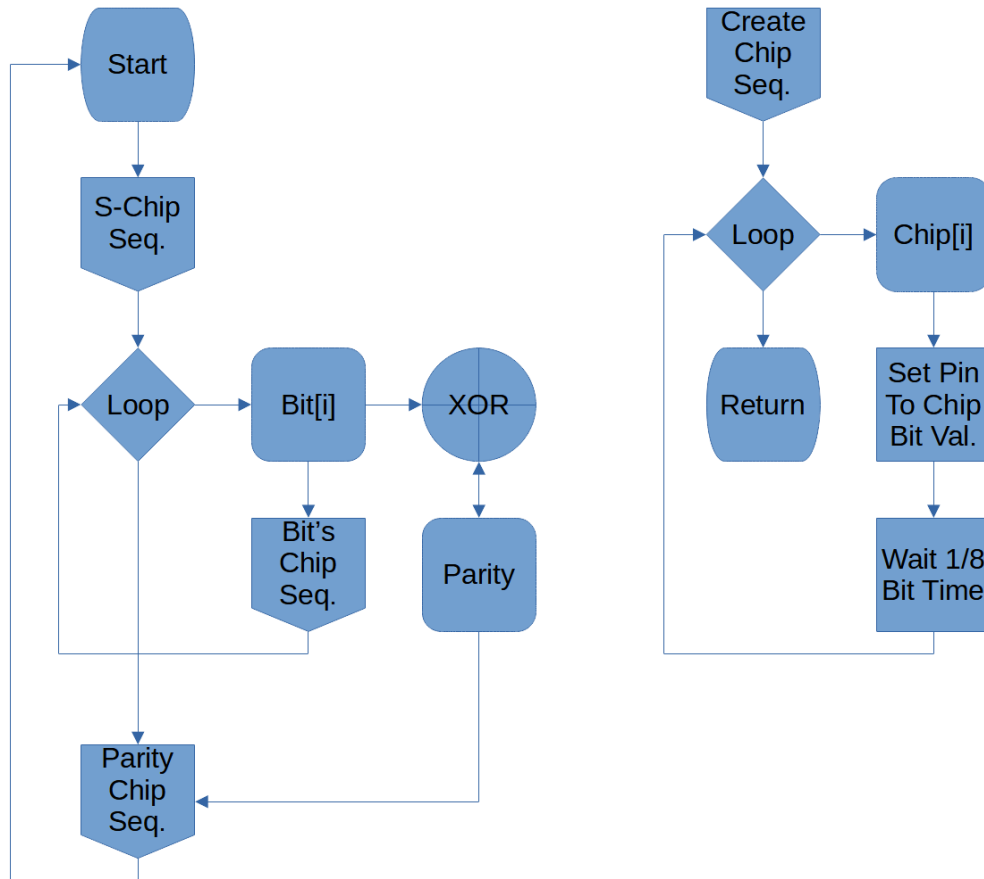 Start
S-Chip
Seq.
Loop
Bit[i]
XOR
Bit’s
Chip
Seq.
Parity
Parity
Chip
Seq.
Create
Chip
Seq.
Loop
Chip[i]
Return
Set Pin
To Chip
Bit Val.
Wait 1/8
Bit Time